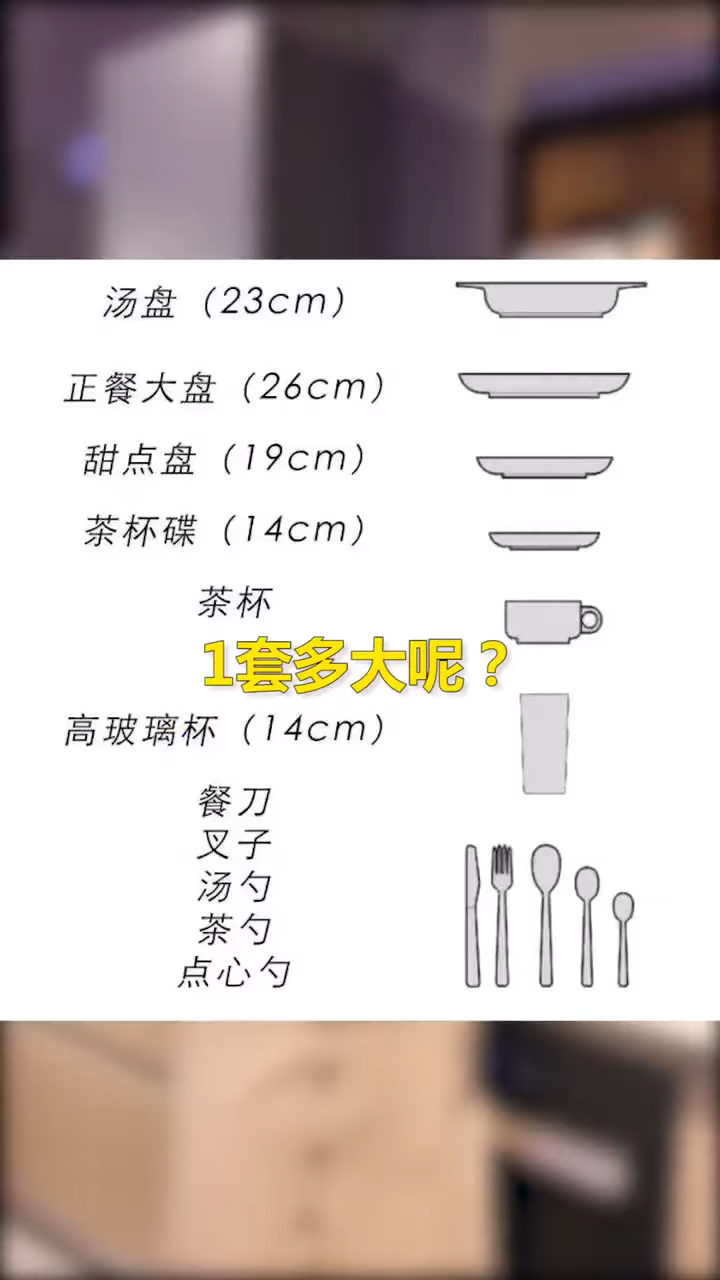 汤盘（23cm）
正餐大盘（26cm）
甜点盘（19cm）
茶杯碟（14cm）
茶杯
1套多大呢？
高玻璃杯（14cm）
餐刀
叉子
汤勺
茶勺
点心勺